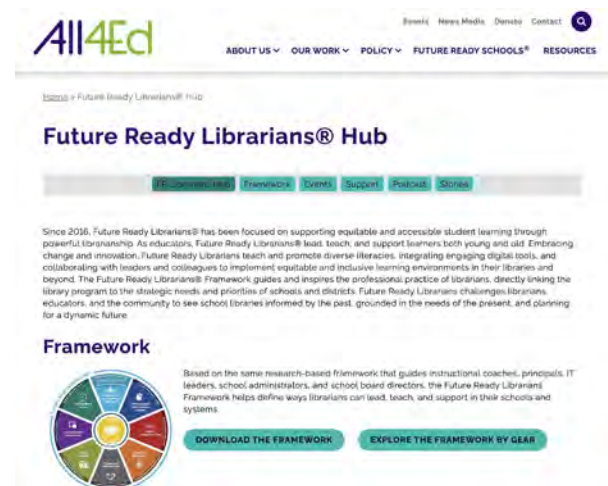 All4Ed
Events News Media Donate Contact
ABOUT US OUR WORK POLICY FUTURE READY SCHOOLS® RESOURCES
Home » Future Ready Librarians® Hub
Future Ready Librarians® Hub
Hub Framework Events Support Podcast Stories
Since 2016, Future Ready Librarians® has been focused on supporting equitable and accessible student learning through
powerful librarianship. As educators, Future Ready Librarians® lead, teach, and support learners both young and old. Embracing
change and innovation, Future Ready Librarians teach and promote diverse literacies, integrating engaging digital tools, and
collaborating with leaders and colleagues to implement equitable and inclusive learning environments in their libraries and
beyond. The Future Ready Librarians® Framework guides and inspires the professional practice of librarians, directly linking the
library program to the strategic needs and priorities of schools and districts. Future Ready Librarians challenges librarians,
educators, and the community to see school libraries informed by the past, grounded in the needs of the present, and planning
for a dynamic future.
Framework
Based on the same research-based framework that guides instructional coaches, principals, IT
leaders, school administrators, and school board directors, the Future Ready Librarians
Framework helps define ways librarians can lead, teach, and support in their schools and
systems.
DOWNLOAD THE FRAMEWORK EXPLORE THE FRAMEWORK BY GEAR